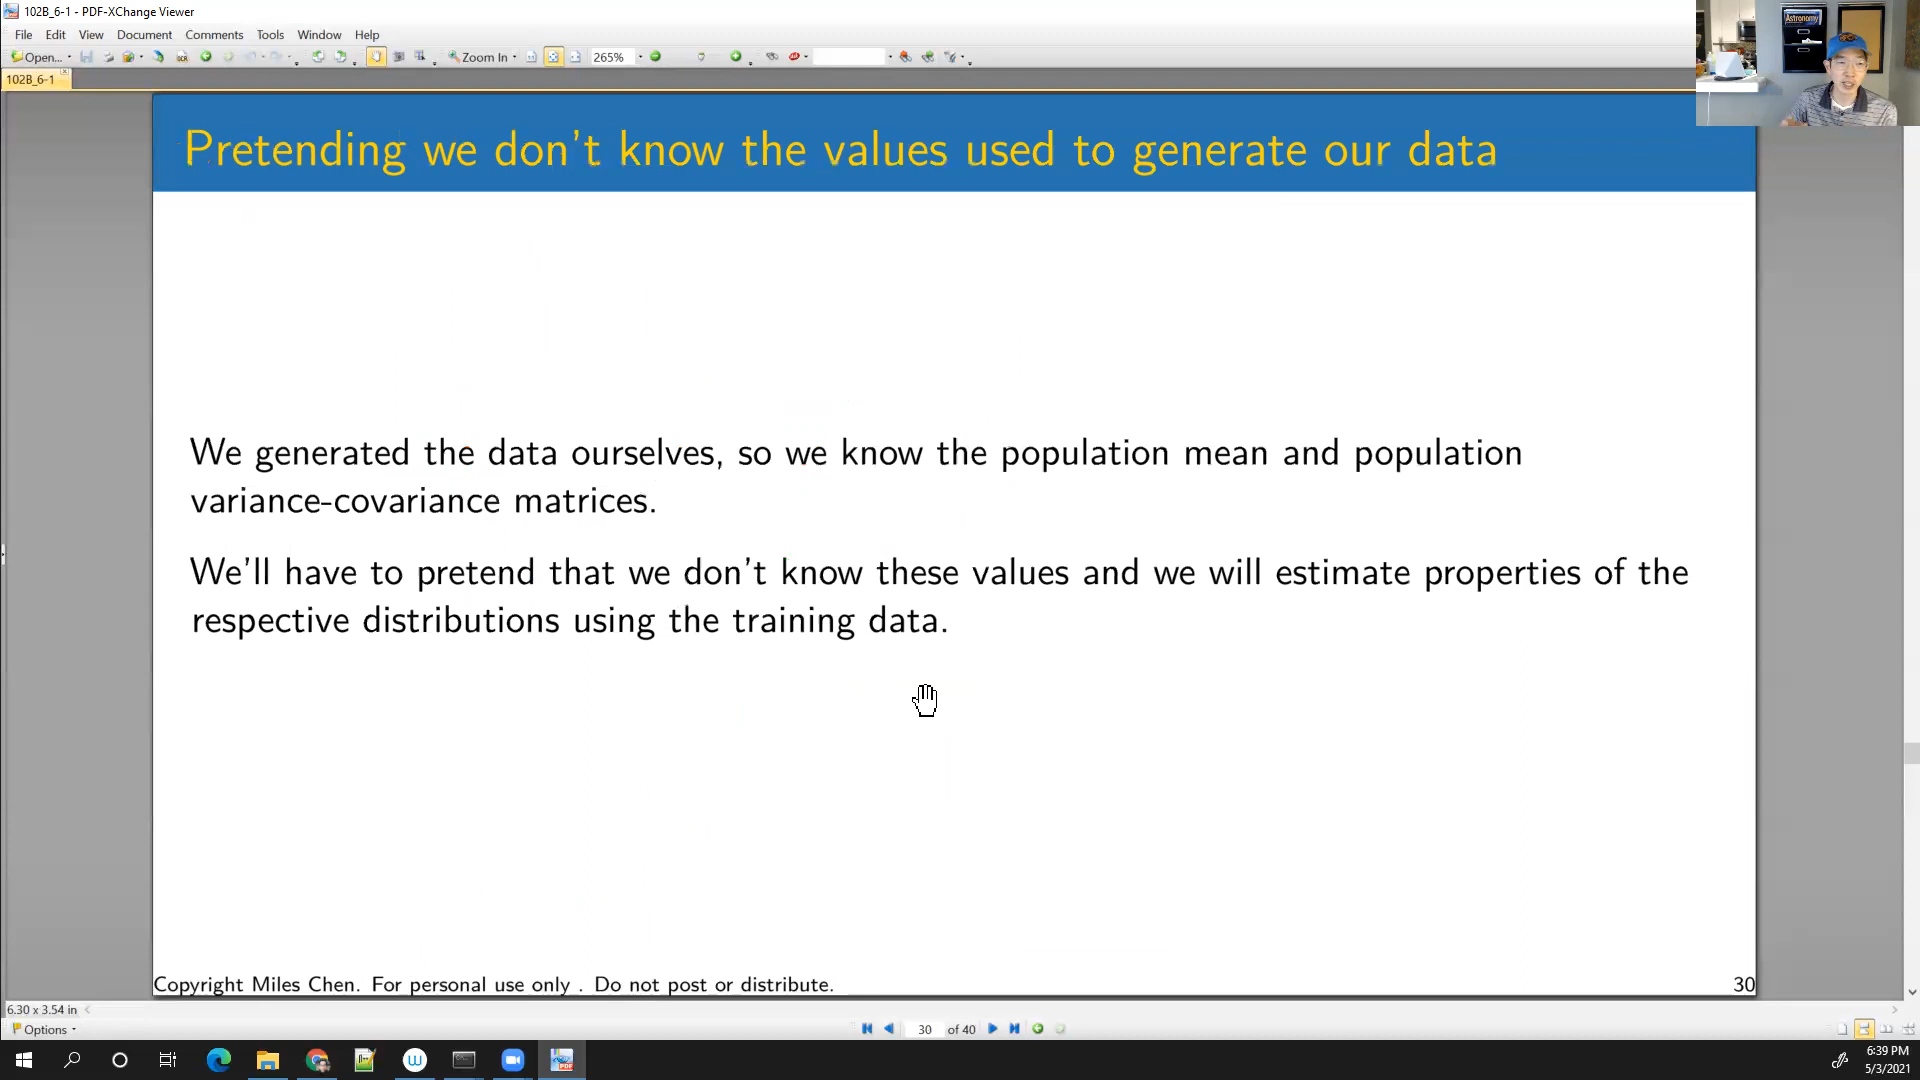 102B_6-1 - PDF-XChange Viewer
File Edit View Document Comments Tools Window Help
Open... Zoom In 265%
102B_6-1
Astronomy
Pretending we don't know the values used to generate our data
We generated the data ourselves, so we know the population mean and population
variance-covariance matrices.
We'll have to pretend that we don't know these values and we will estimate properties of the
respective distributions using the training data.
Copyright Miles Chen. For personal use only . Do not post or distribute. 30
6.30 x 3.54 in
Options 30 of 40
6:39 PM
5/3/2021